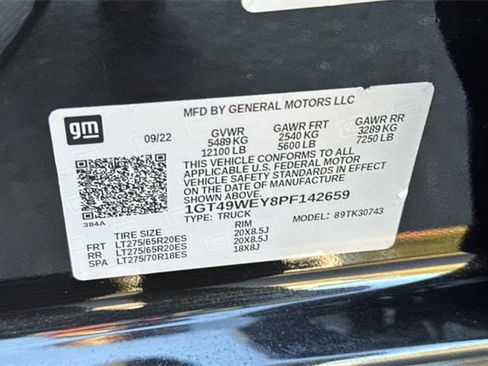 MFD BY GENERAL MOTORS LLC
gm
09/22
GVWR GAWR FRT GAWR RR
5489 KG 2540 KG 3289 KG
12100 LB 5600 LB 7250 LB
THIS VEHICLE CONFORMS TO ALL
APPLICABLE U.S. FEDERAL MOTOR
VEHICLE SAFETY STANDARDS IN EFFECT
ON THE DATE OF MANUFACTURE
SHOWN ABOVE.
1GT49WEY8PF142659
TYPE: TRUCK MODEL: 89TK30743
384A
TIRE SIZE RIM
FRT LT275/65R20ES 20X8.5J
RR LT275/65R20ES 20X8.5J
SPA LT275/70R18ES 18X8J